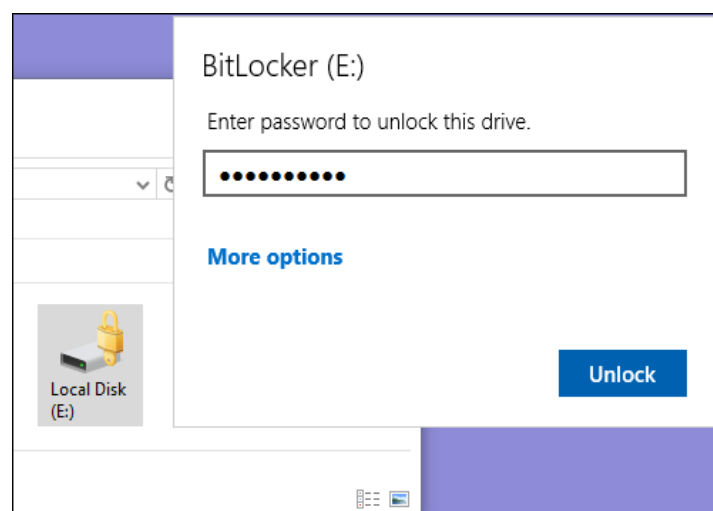 BitLocker (E:)
Enter password to unlock this drive.
••••••••••
More options
Unlock
Local Disk
(E:)